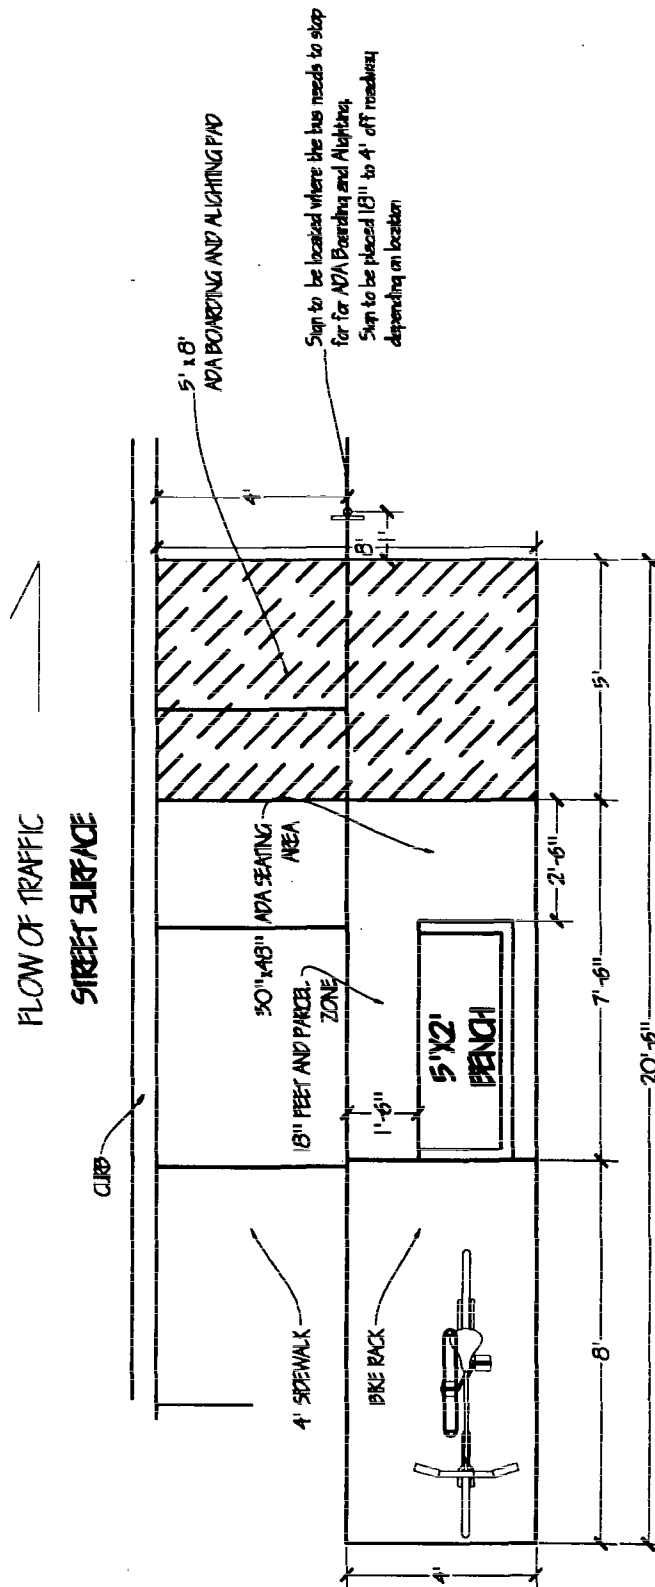 FLOW OF TRAFFIC
STREET SURFACE
CURB
5' x 8'
ADA BOARDING AND ALIGHTING PAD
Sign to be located where the bus needs to stop
for for ADA Boarding and Alighting.
Sign to be placed 18" to 4' off roadway
depending on location
4'
8'
1'
30"x48" ADA SEATING
AREA
18" FEET AND PARCEL
ZONE
1'-6"
5'X2'
BENCH
4' SIDEWALK
BIKE RACK
4'
2'-6"
8'
7'-6"
5'
20'-6"